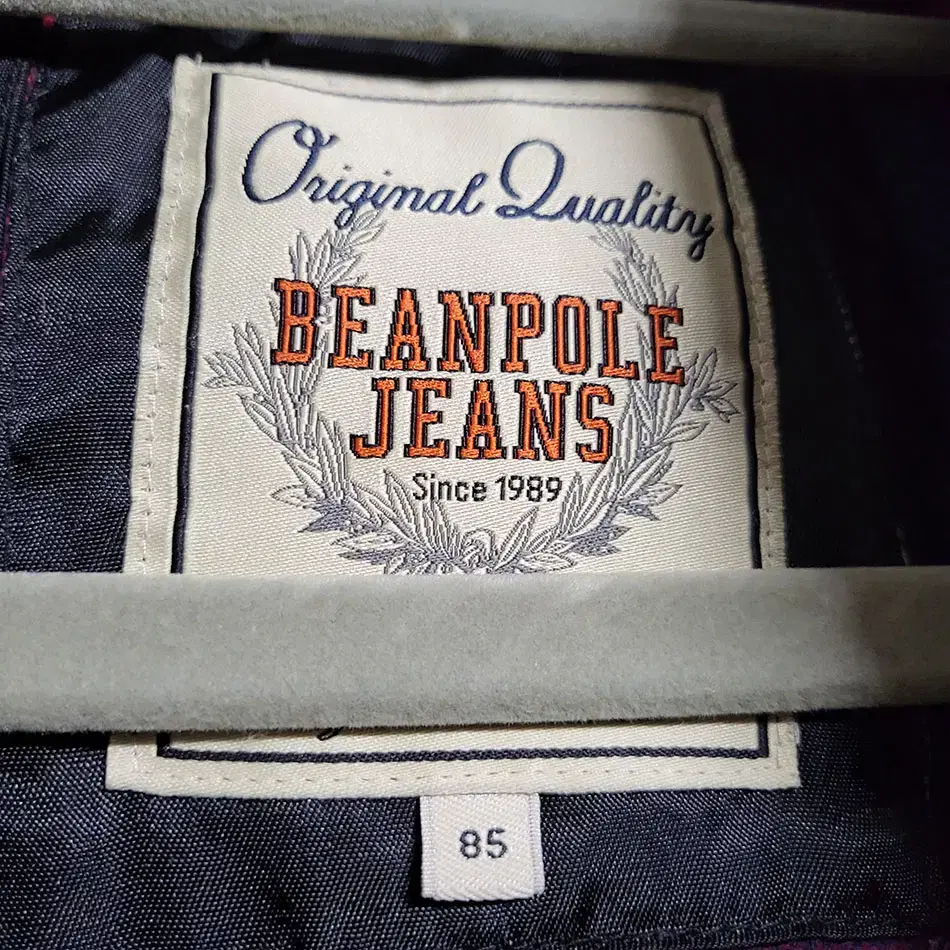 Original Quality
BEANPOLE
JEANS
Since 1989
85